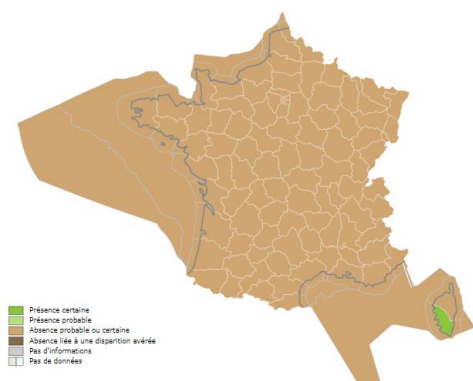 Présence certaine
Présence probable
Absence probable ou certaine
Absence liée à une disparition avérée
Pas d'informations
Pas de données